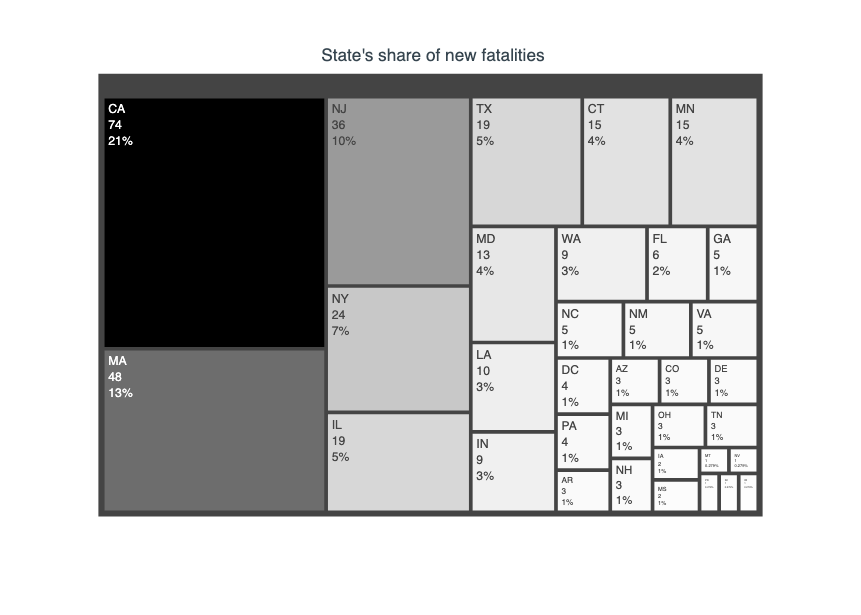 State's share of new fatalities
CA
74
21%
MA
48
13%
NJ
36
10%
NY
24
7%
IL
19
5%
TX
19
5%
CT
15
4%
MN
15
4%
MD
13
4%
LA
10
3%
IN
9
3%
WA
9
3%
FL
6
2%
GA
5
1%
NC
5
1%
NM
5
1%
VA
5
1%
DC
4
1%
PA
4
1%
AR
3
1%
AZ
3
1%
CO
3
1%
DE
3
1%
MI
3
1%
NH
3
1%
OH
3
1%
TN
3
1%
IA
2
1%
MS
2
1%
MT
1
0.279%
NV
1
0.279%